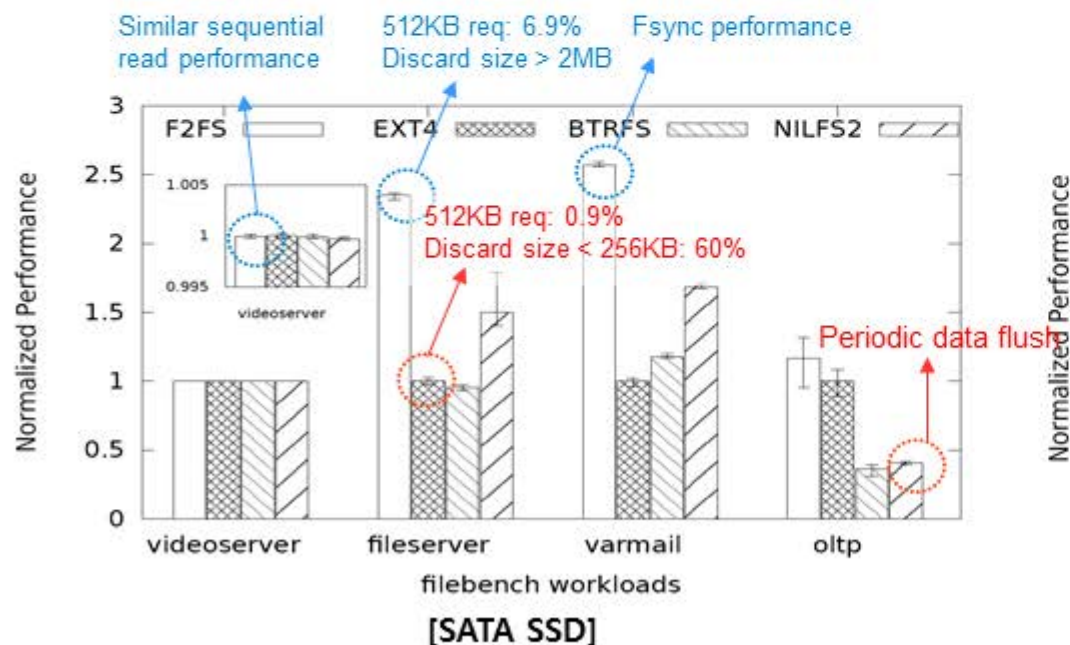 Similar sequential
read performance
512KB req: 6.9%
Discard size > 2MB
Fsync performance
3
2.5
2
1.5
1
0.5
0
Normalized Performance
F2FS
EXT4
BTRFS
NILFS2
1.005
1
0.995
videoserver
512KB req: 0.9%
Discard size < 256KB: 60%
Periodic data flush
videoserver
fileserver
varmail
oltp
filebench workloads
[SATA SSD]
Normalized Performance